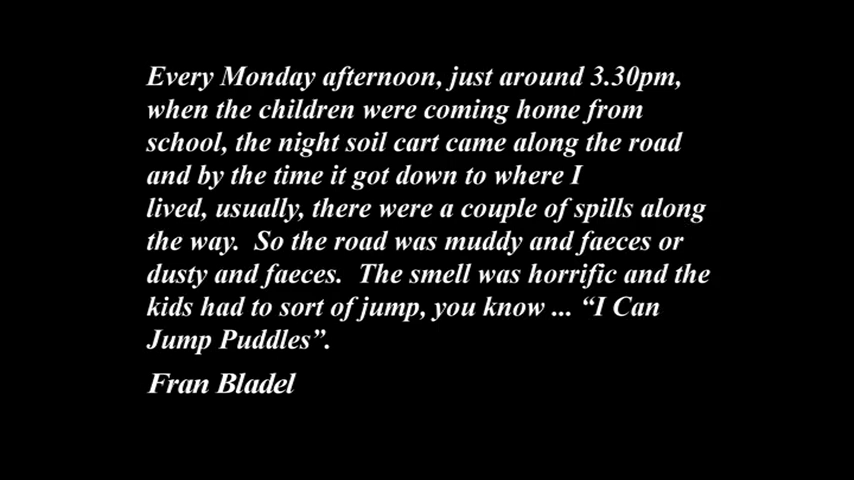 Every Monday afternoon, just around 3.30pm,
when the children were coming home from
school, the night soil cart came along the road
and by the time it got down to where I
lived, usually, there were a couple of spills along
the way.  So the road was muddy and faeces or
dusty and faeces.  The smell was horrific and the
kids had to sort of jump, you know ... “I Can
Jump Puddles”.
Fran Bladel